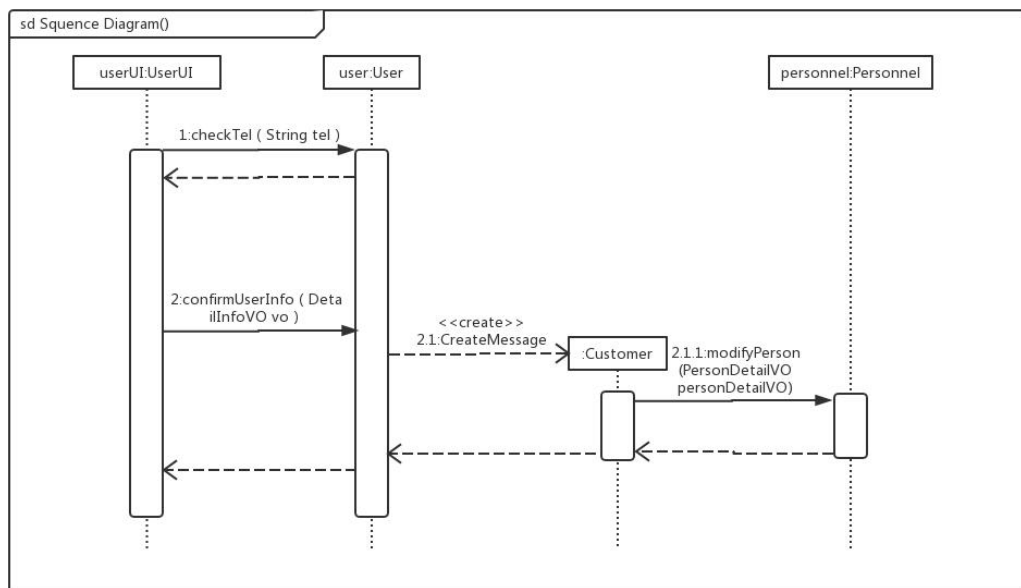 sd Squence Diagram()
userUI:UserUI
user:User
personnel:Personnel
1:checkTel ( String tel )
2:confirmUserInfo ( Deta
ilInfoVO vo )
<<create>>
2.1:CreateMessage
:Customer
2.1.1:modifyPerson
(PersonDetailVO
personDetailVO)